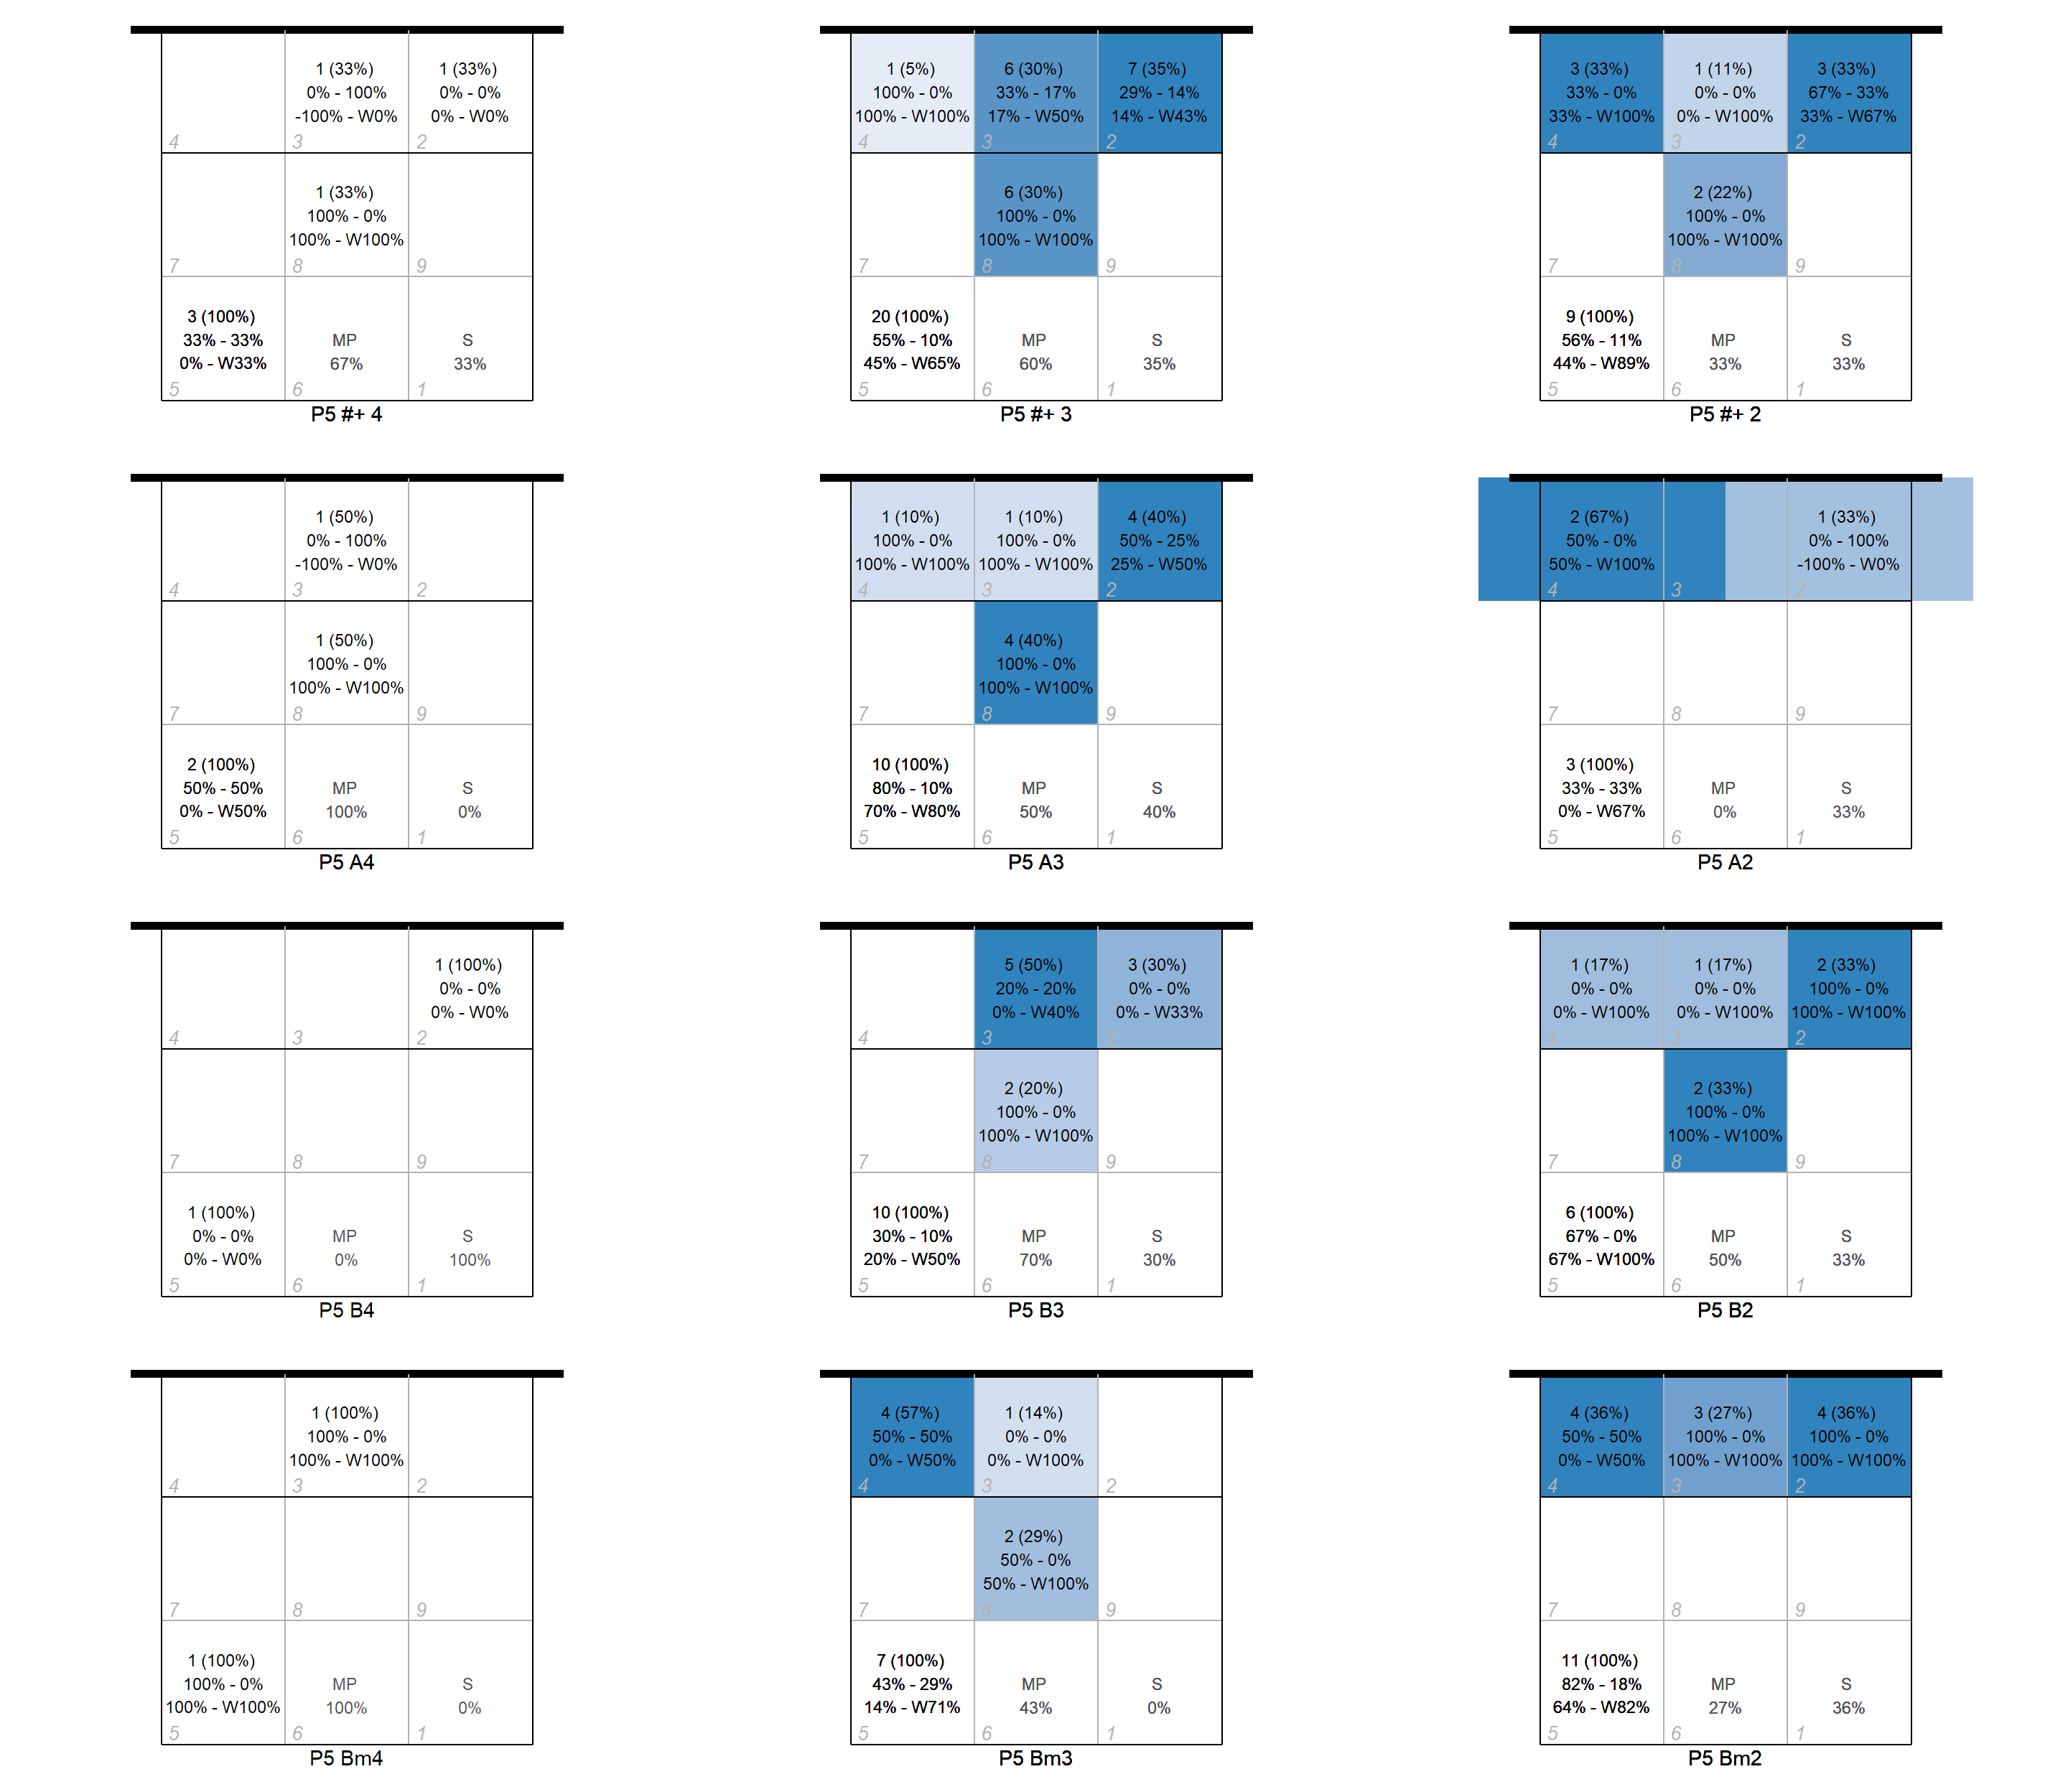 1 (33%)
0% - 100%
-100% - W0%
1 (33%)
0% - 0%
0% - W0%
4
3
2
1 (33%)
100% - 0%
100% - W100%
7
8
9
3 (100%)
33% - 33%
0% - W33%
MP
67%
S
33%
5
6
1
P5 #+ 4
1 (5%)
100% - 0%
100% - W100%
6 (30%)
33% - 17%
17% - W50%
7 (35%)
29% - 14%
14% - W43%
4
3
2
6 (30%)
100% - 0%
100% - W100%
7
8
9
20 (100%)
55% - 10%
45% - W65%
MP
60%
S
35%
5
6
1
P5 #+ 3
3 (33%)
33% - 0%
33% - W100%
1 (11%)
0% - 0%
0% - W100%
3 (33%)
67% - 33%
33% - W67%
4
3
2
2 (22%)
100% - 0%
100% - W100%
7
8
9
9 (100%)
56% - 11%
44% - W89%
MP
33%
S
33%
5
6
1
P5 #+ 2
1 (50%)
0% - 100%
-100% - W0%
4
3
2
1 (50%)
100% - 0%
100% - W100%
7
8
9
2 (100%)
50% - 50%
0% - W50%
MP
100%
S
0%
5
6
1
P5 A4
1 (10%)
100% - 0%
100% - W100%
1 (10%)
100% - 0%
100% - W100%
4 (40%)
50% - 25%
25% - W50%
4
3
2
4 (40%)
100% - 0%
100% - W100%
7
8
9
10 (100%)
80% - 10%
70% - W80%
MP
50%
S
40%
5
6
1
P5 A3
2 (67%)
50% - 0%
50% - W100%
1 (33%)
0% - 100%
-100% - W0%
4
3
2
7
8
9
3 (100%)
33% - 33%
0% - W67%
MP
0%
S
33%
5
6
1
P5 A2
1 (100%)
0% - 0%
0% - W0%
4
3
2
7
8
9
1 (100%)
0% - 0%
0% - W0%
MP
0%
S
100%
5
6
1
P5 B4
5 (50%)
20% - 20%
0% - W40%
3 (30%)
0% - 0%
0% - W33%
4
3
2
2 (20%)
100% - 0%
100% - W100%
7
8
9
10 (100%)
30% - 10%
20% - W50%
MP
70%
S
30%
5
6
1
P5 B3
1 (17%)
0% - 0%
0% - W100%
1 (17%)
0% - 0%
0% - W100%
2 (33%)
100% - 0%
100% - W100%
4
3
2
2 (33%)
100% - 0%
100% - W100%
7
8
9
6 (100%)
67% - 0%
67% - W100%
MP
50%
S
33%
5
6
1
P5 B2
1 (100%)
100% - 0%
100% - W100%
4
3
2
7
8
9
1 (100%)
100% - 0%
100% - W100%
MP
100%
S
0%
5
6
1
P5 Bm4
4 (57%)
50% - 50%
0% - W50%
1 (14%)
0% - 0%
0% - W100%
4
3
2
2 (29%)
50% - 0%
50% - W100%
7
8
9
7 (100%)
43% - 29%
14% - W71%
MP
43%
S
0%
5
6
1
P5 Bm3
4 (36%)
50% - 50%
0% - W50%
3 (27%)
100% - 0%
100% - W100%
4 (36%)
100% - 0%
100% - W100%
4
3
2
7
8
9
11 (100%)
82% - 18%
64% - W82%
MP
27%
S
36%
5
6
1
P5 Bm2